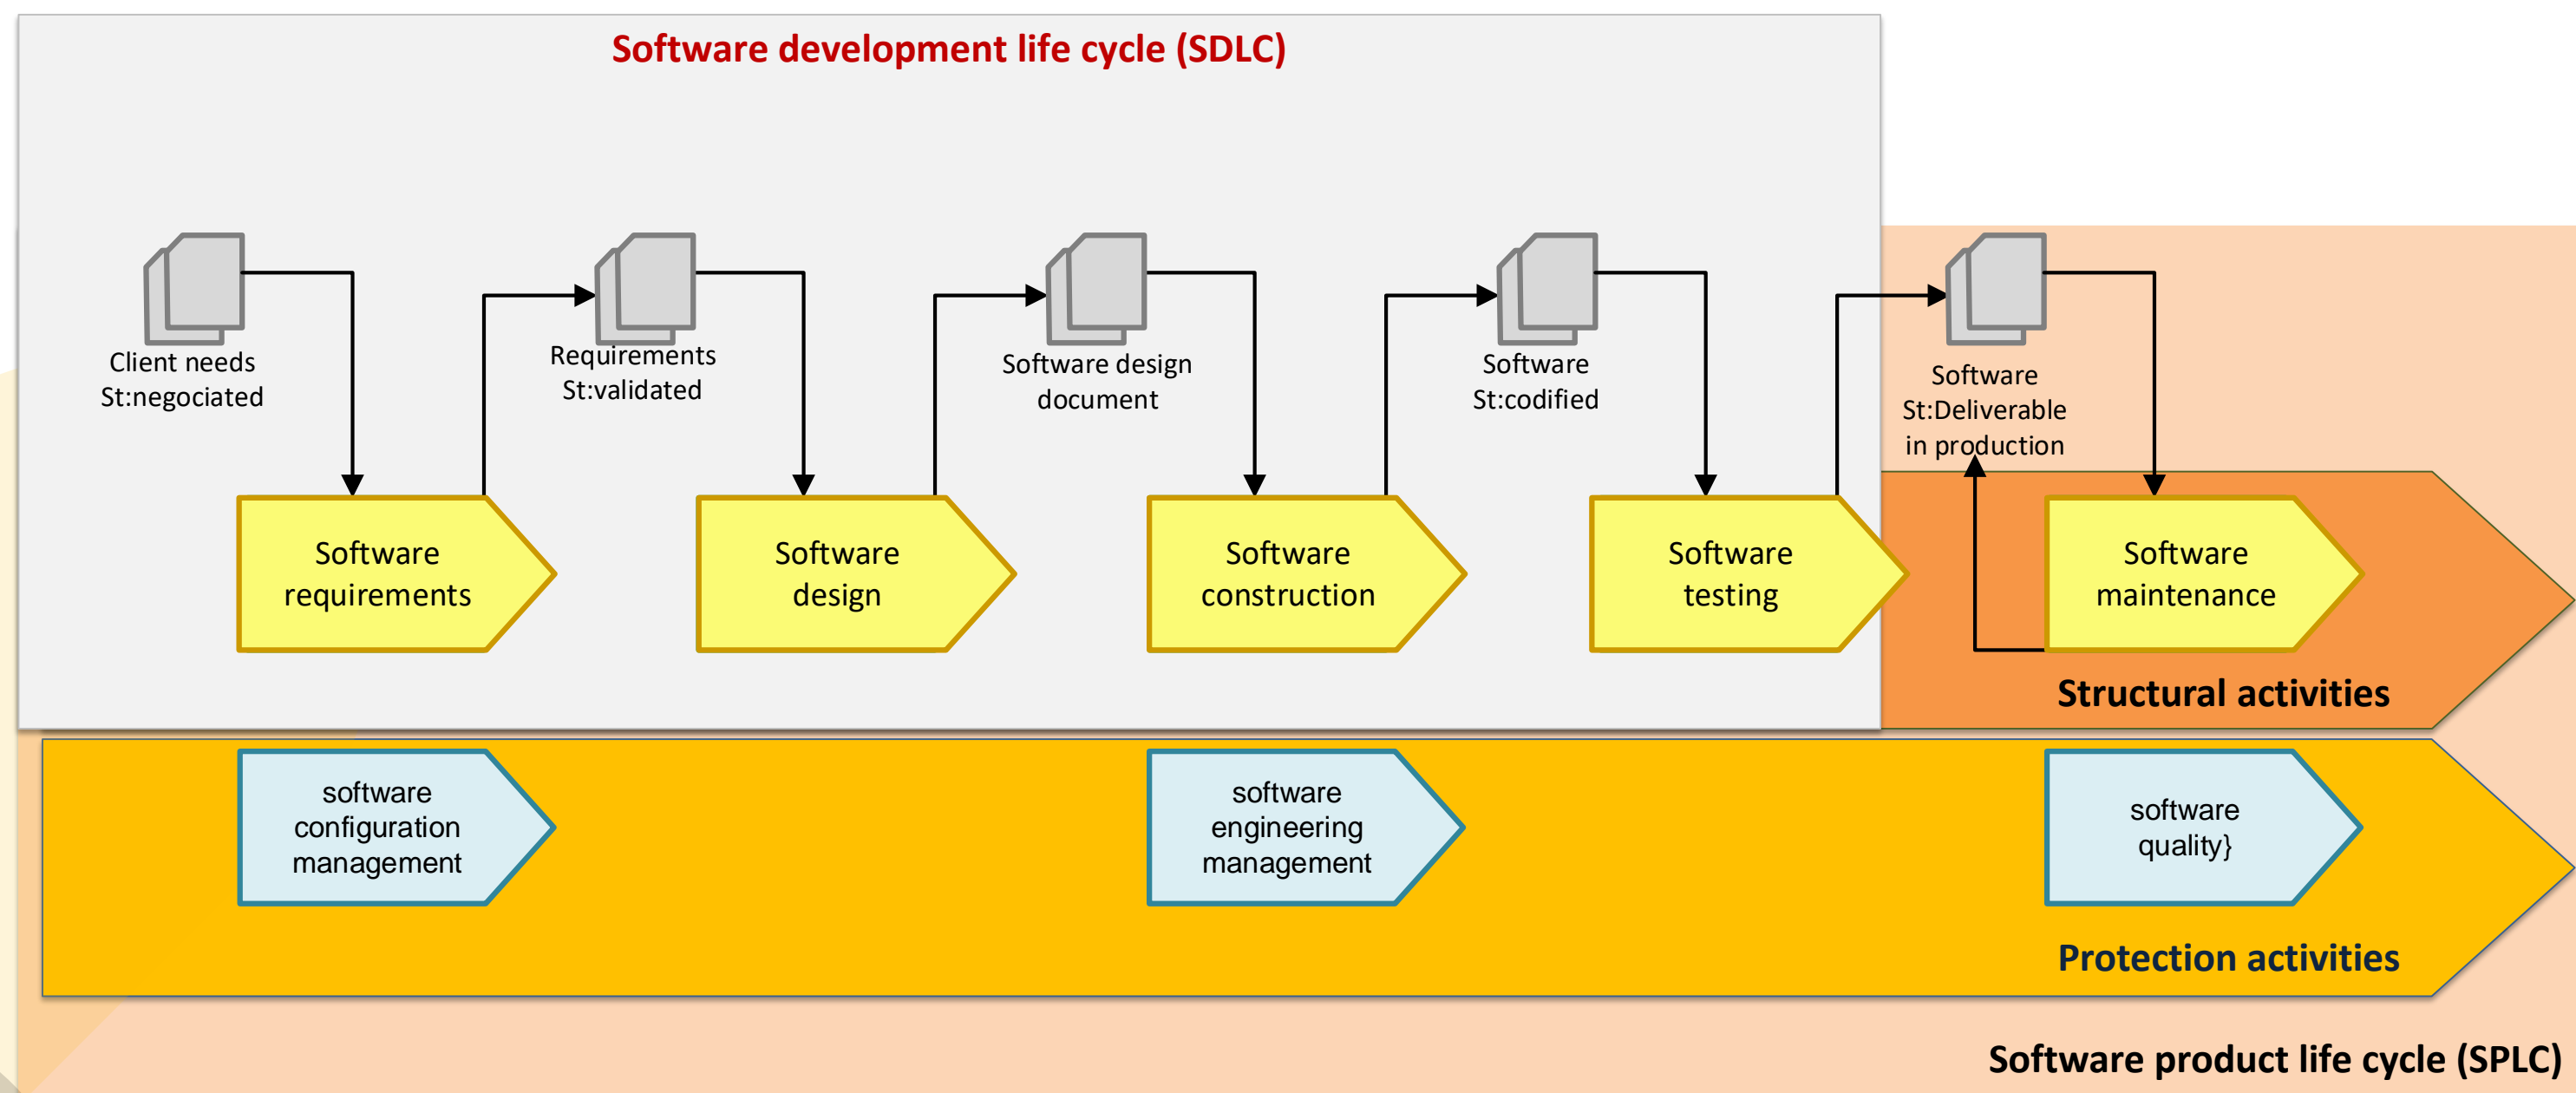 Software development life cycle (SDLC)
Client needs
St:negociated
Requirements
St:validated
Software design
document
Software
St:codified
Software
St:Deliverable
in production
Software
requirements
Software
design
Software
construction
Software
testing
Software
maintenance
Structural activities
software
configuration
management
software
engineering
management
software
quality}
Protection activities
Software product life cycle (SPLC)